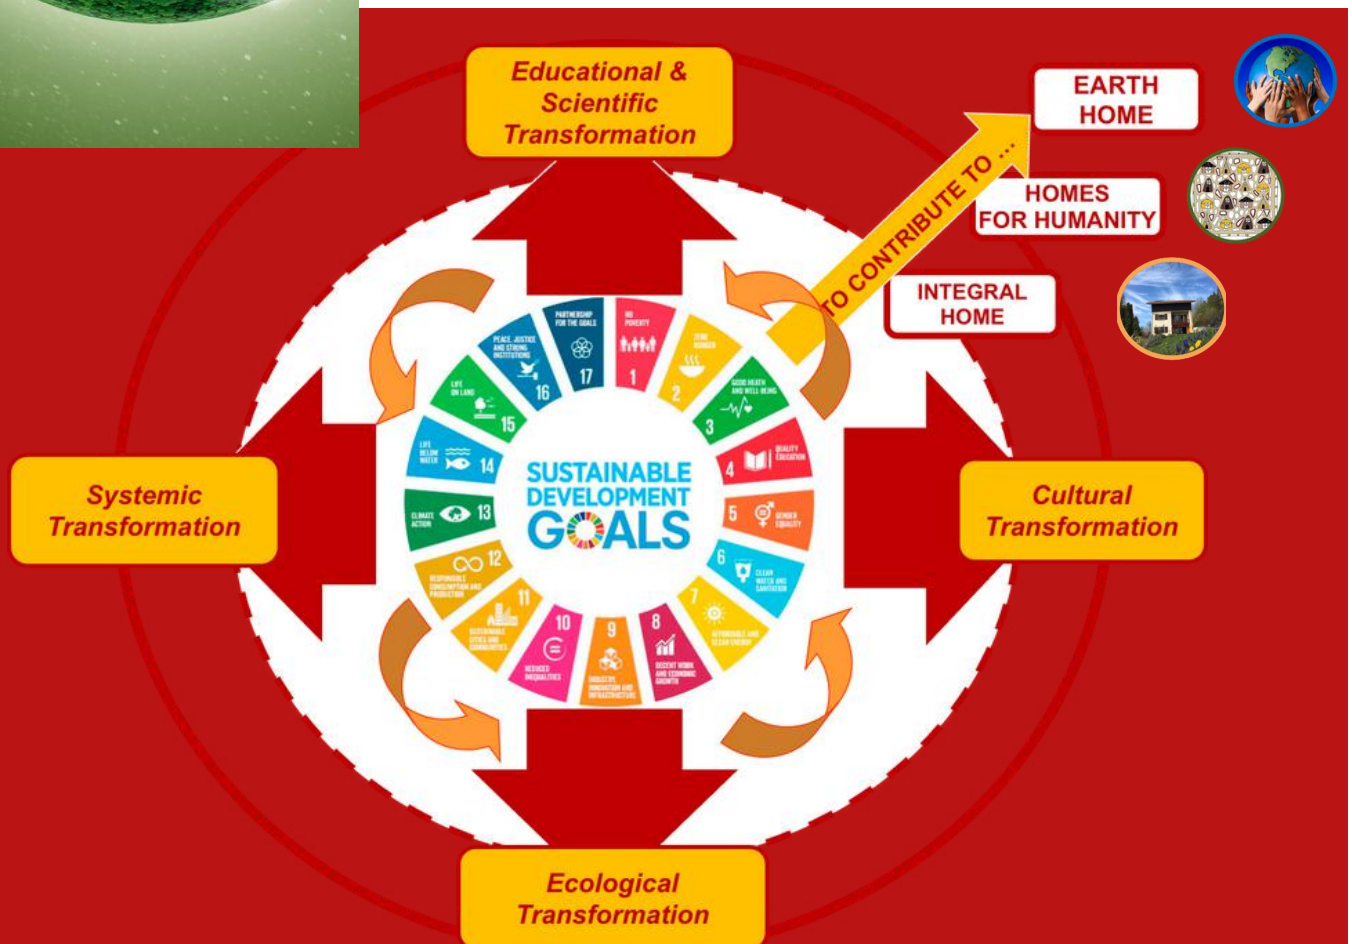 Educational &
Scientific
Transformation
EARTH
HOME
TO CONTRIBUTE TO ...
HOMES
FOR HUMANITY
INTEGRAL
HOME
Systemic
Transformation
Cultural
Transformation
Ecological
Transformation
SUSTAINABLE
DEVELOPMENT
GOALS
NO
POVERTY
1
ZERO
HUNGER
2
GOOD HEATH
AND WELL-BEING
3
QUALITY
EDUCATION
4
GENDER
EQUALITY
5
CLEAN
WATER AND
SANITATION
6
AFFORDABLE AND
CLEAN ENERGY
7
DECENT WORK
AND ECONOMIC
GROWTH
8
INDUSTRY,
INNOVATION AND
INFRASTRUCTURE
9
REDUCED
INEQUALITIES
10
SUSTAINABLE
CITIES AND
COMMUNITIES
11
RESPONSIBLE
CONSUMPTION AND
PRODUCTION
12
CLIMATE
ACTION
13
LIFE
BELOW
WATER
14
LIFE
ON LAND
15
PEACE, JUSTICE
AND STRONG
INSTITUTIONS
16
PARTNERSHIP
FOR THE GOALS
17